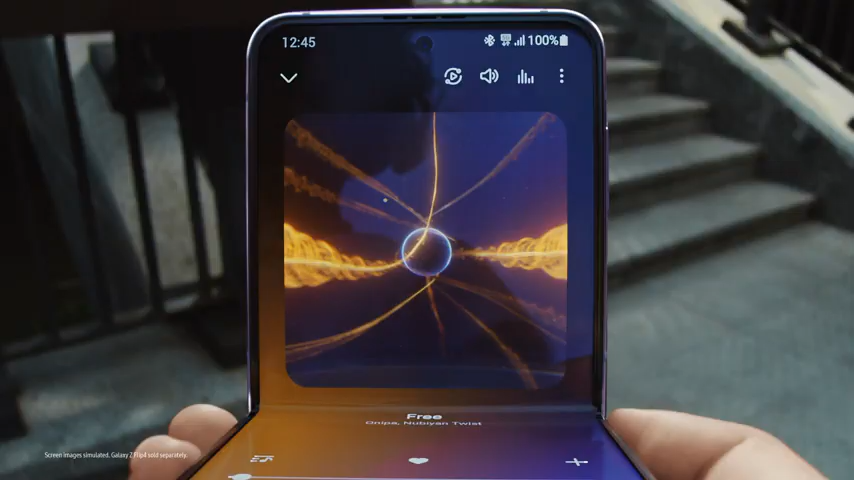 12:45
100%
Free
Onipa, Nubiyan Twist
Screen images simulated. Galaxy Z Flip4 sold separately.